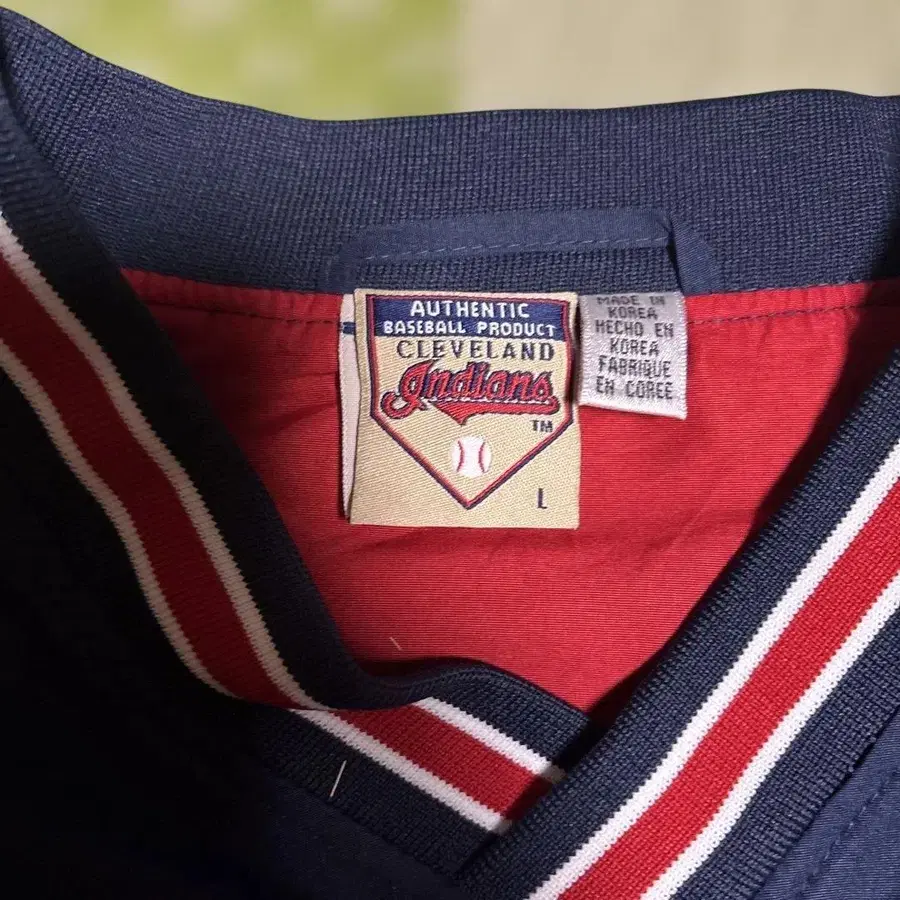 AUTHENTIC
BASEBALL PRODUCT
CLEVELAND
Indians
TM
L
MADE IN
KOREA
HECHO EN
KOREA
FABRIQUE
EN COREE